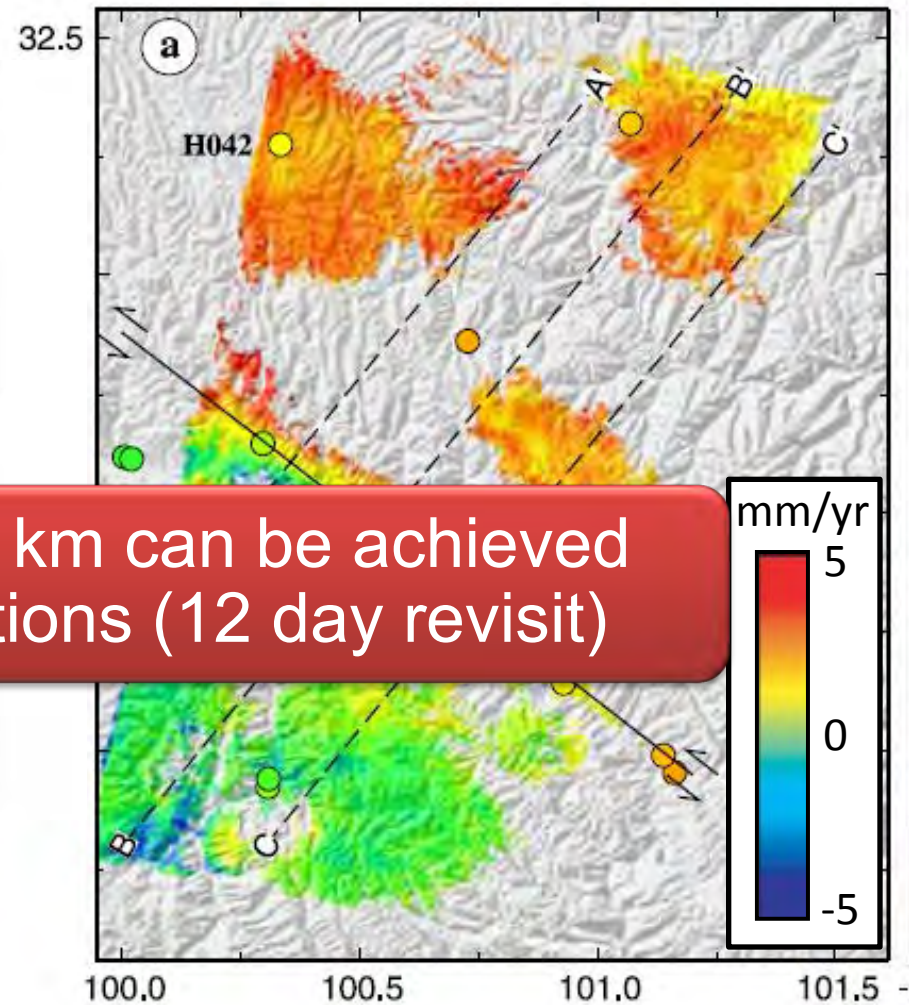 32.5
a
A'
B'
H042
C'
mm/yr
5
km can be achieved
tions (12 day revisit)
0
B
C
-5
100.0
100.5
101.0
101.5